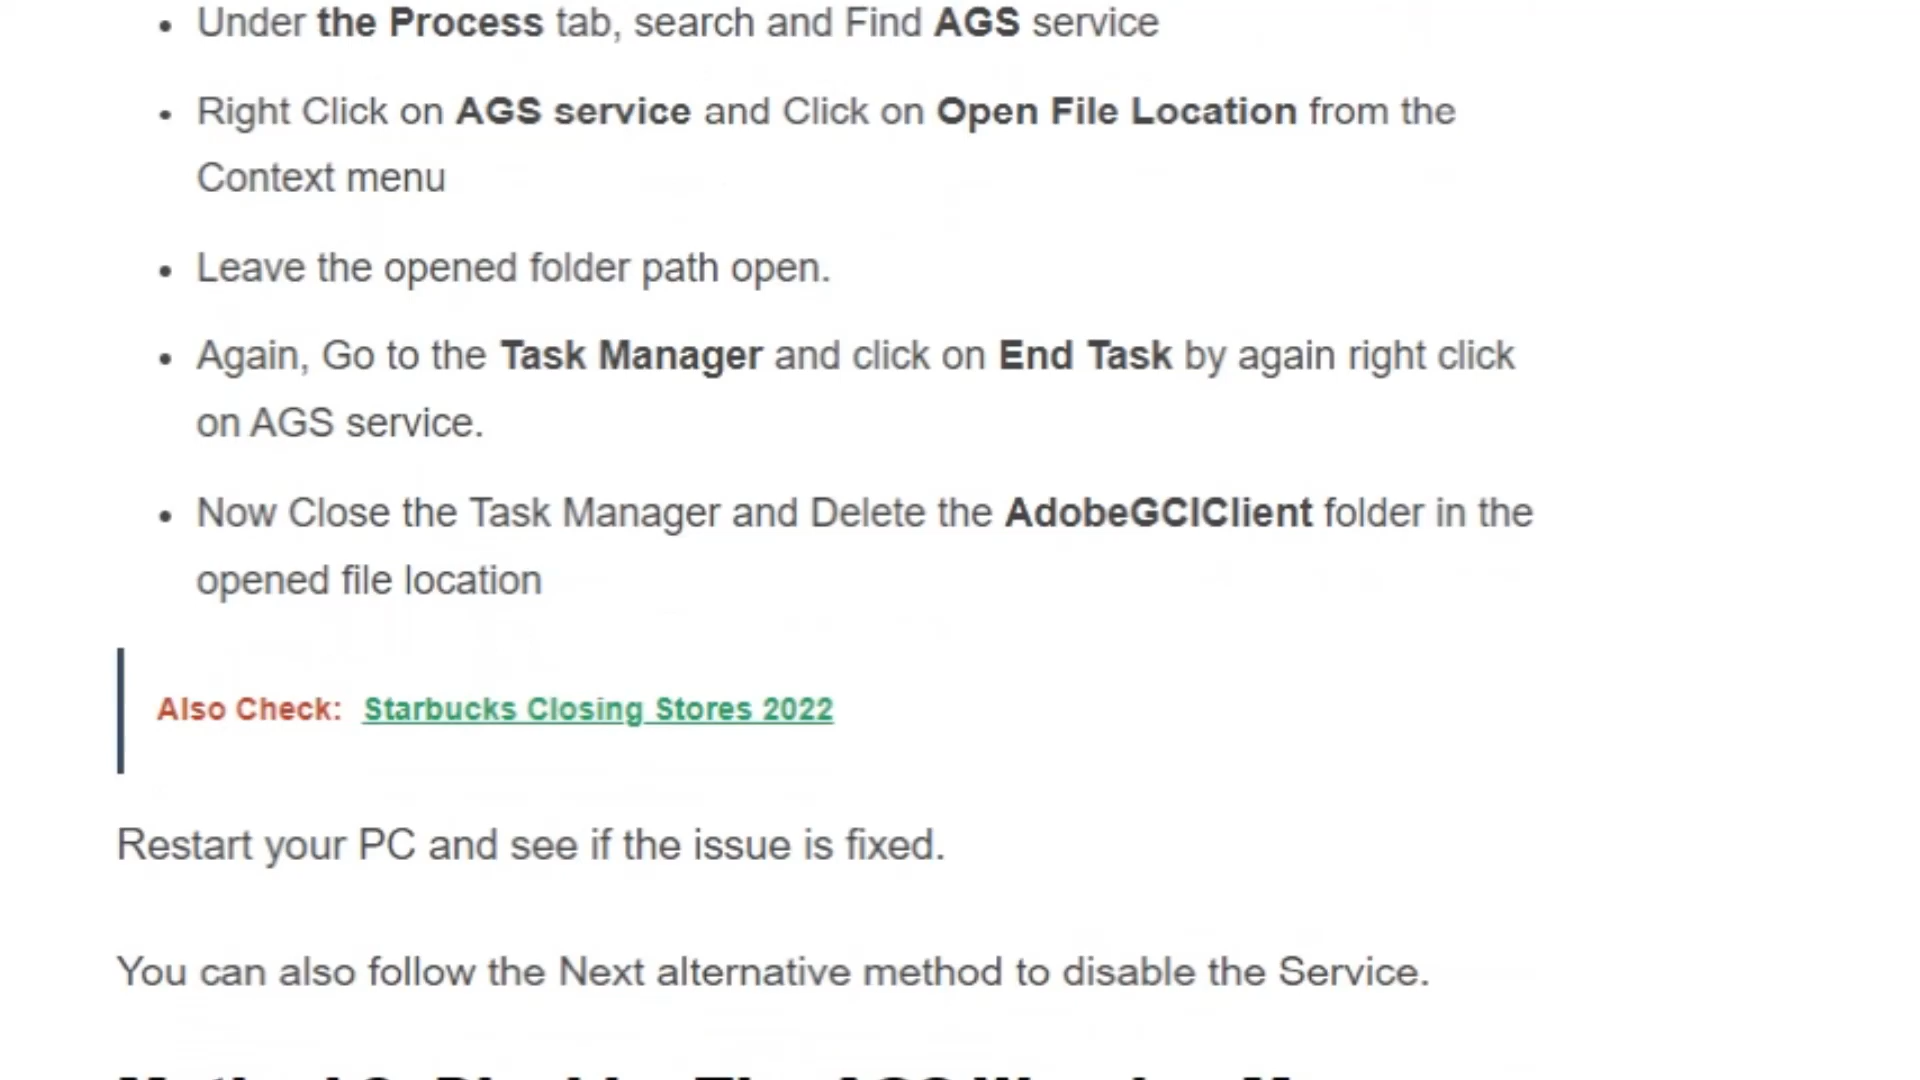 • Under the Process tab, search and Find AGS service
• Right Click on AGS service and Click on Open File Location from the
Context menu
• Leave the opened folder path open.
• Again, Go to the Task Manager and click on End Task by again right click
on AGS service.
• Now Close the Task Manager and Delete the AdobeGCIClient folder in the
opened file location
Also Check: Starbucks Closing Stores 2022
Restart your PC and see if the issue is fixed.
You can also follow the Next alternative method to disable the Service.